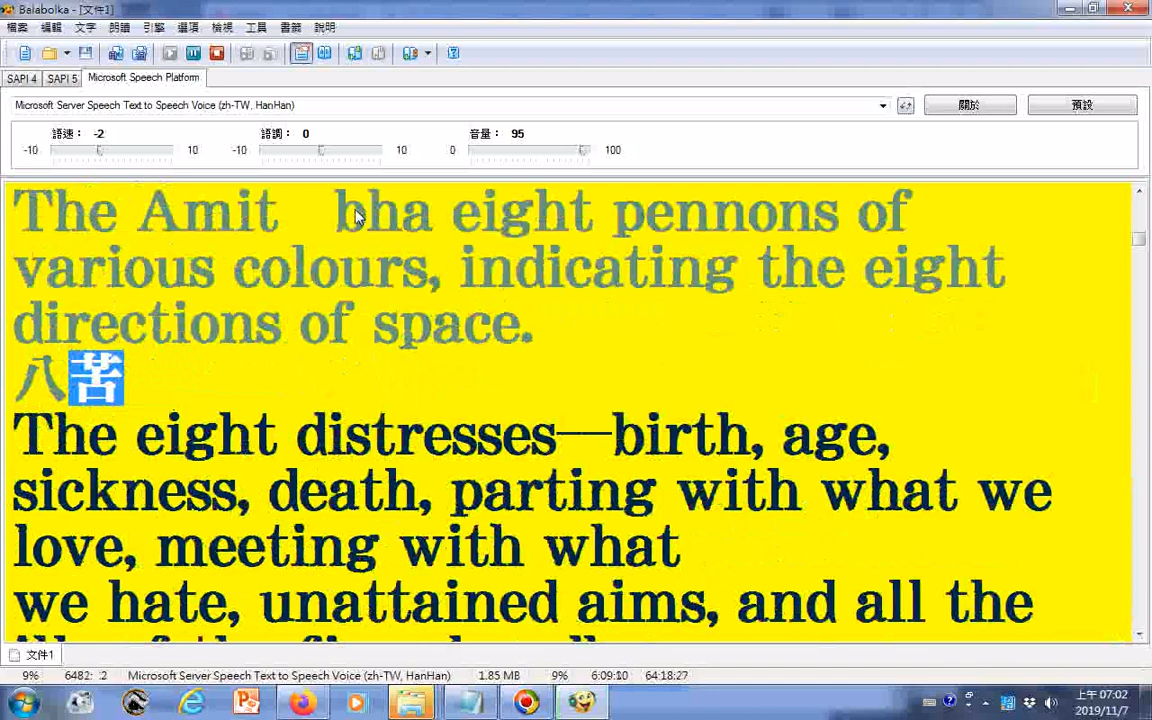 Balabolka - [文件1]
檔案 編輯 文字 朗讀 引擎 選項 檢視 工具 書籤 說明
SAPI 4 SAPI 5 Microsoft Speech Platform
Microsoft Server Speech Text to Speech Voice (zh-TW, HanHan) 關於 預設
語速： -2 語調： 0 音量： 95
-10 10 -10 10 0 100
The Amit bha eight pennons of
various colours, indicating the eight
directions of space.
八苦
The eight distresses—birth, age,
sickness, death, parting with what we
love, meeting with what
we hate, unattained aims, and all the
文件1
9% 6482: :2 Microsoft Server Speech Text to Speech Voice (zh-TW, HanHan) 1.85 MB 9% 6:09:10 64:18:27
上午 07:02
2019/11/7